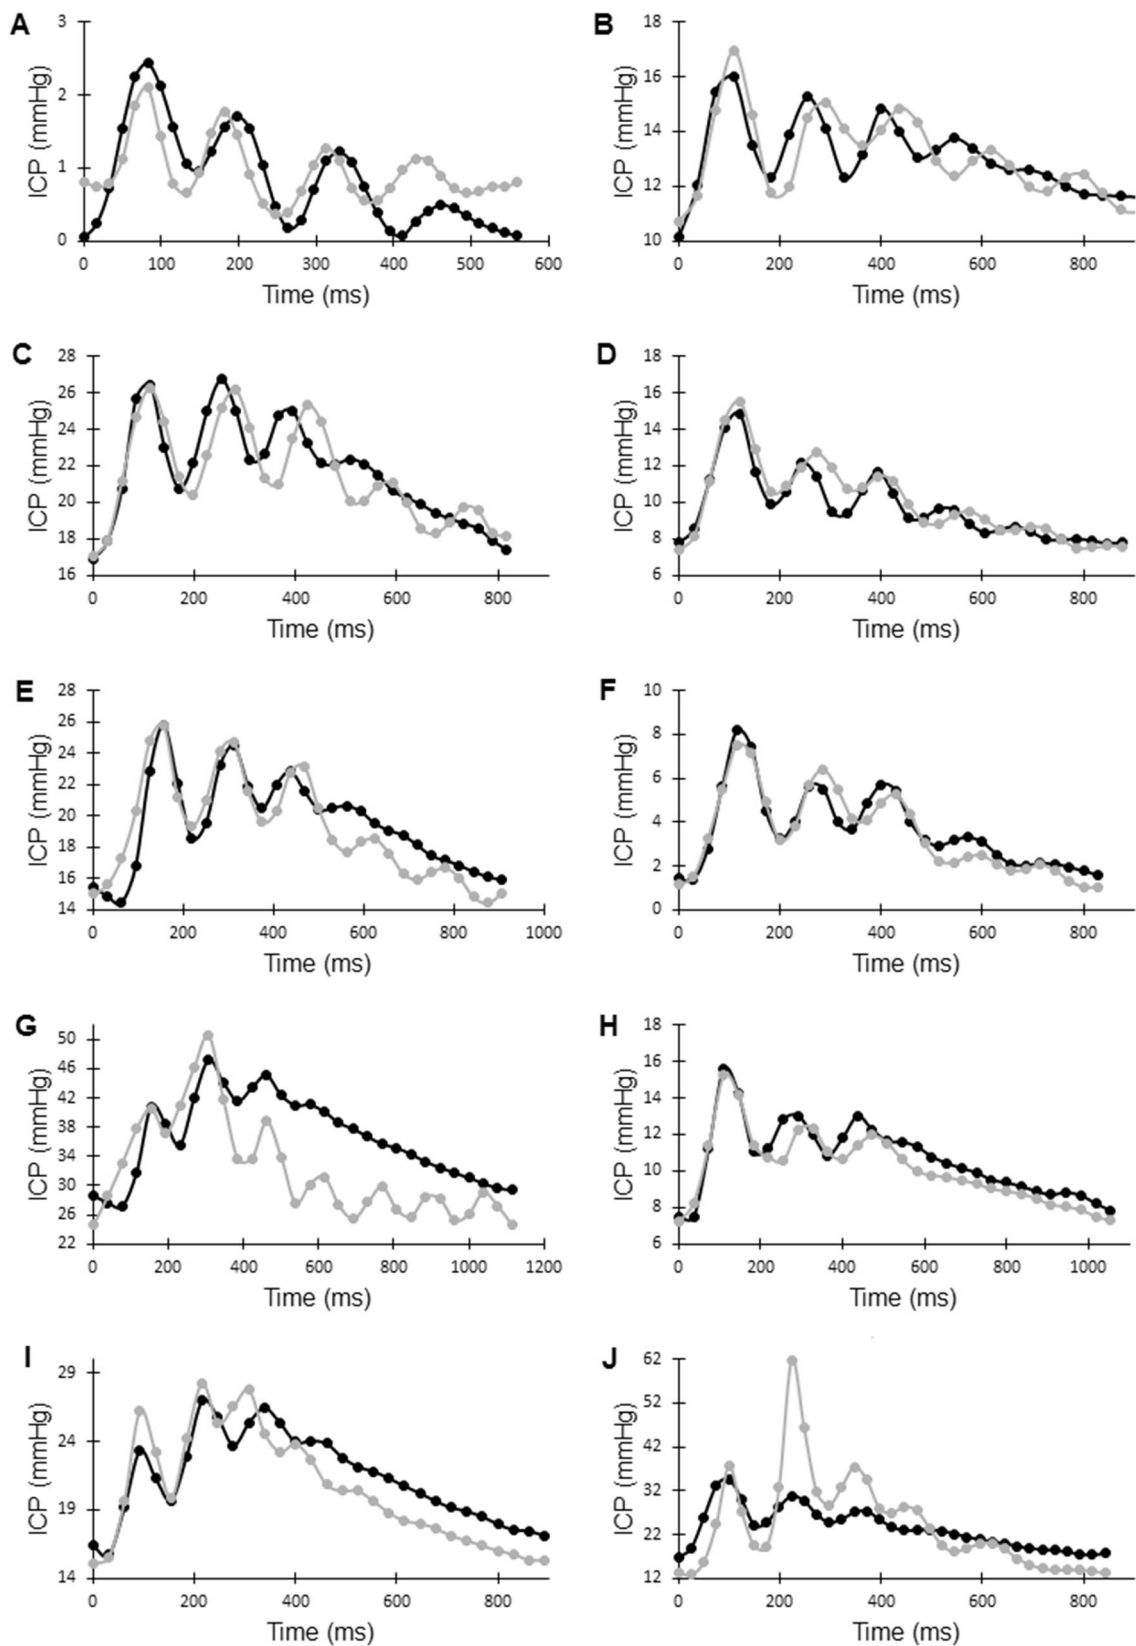 A
B
ICP (mmHg)
3
2
1
0
0 100 200 300 400 500 600
Time (ms)
ICP (mmHg)
18
16
14
12
10
0 200 400 600 800
Time (ms)
C
D
ICP (mmHg)
28
26
24
22
20
18
16
0 200 400 600 800
Time (ms)
ICP (mmHg)
18
16
14
12
10
8
6
0 200 400 600 800
Time (ms)
E
F
ICP (mmHg)
28
26
24
22
20
18
16
14
0 200 400 600 800 1000
Time (ms)
ICP (mmHg)
10
8
6
4
2
0
0 200 400 600 800
Time (ms)
G
H
ICP (mmHg)
50
46
42
38
34
30
26
22
0 200 400 600 800 1000 1200
Time (ms)
ICP (mmHg)
18
16
14
12
10
8
6
0 200 400 600 800 1000
Time (ms)
I
J
ICP (mmHg)
29
24
19
14
0 200 400 600 800
Time (ms)
ICP (mmHg)
62
52
42
32
22
12
0 200 400 600 800
Time (ms)